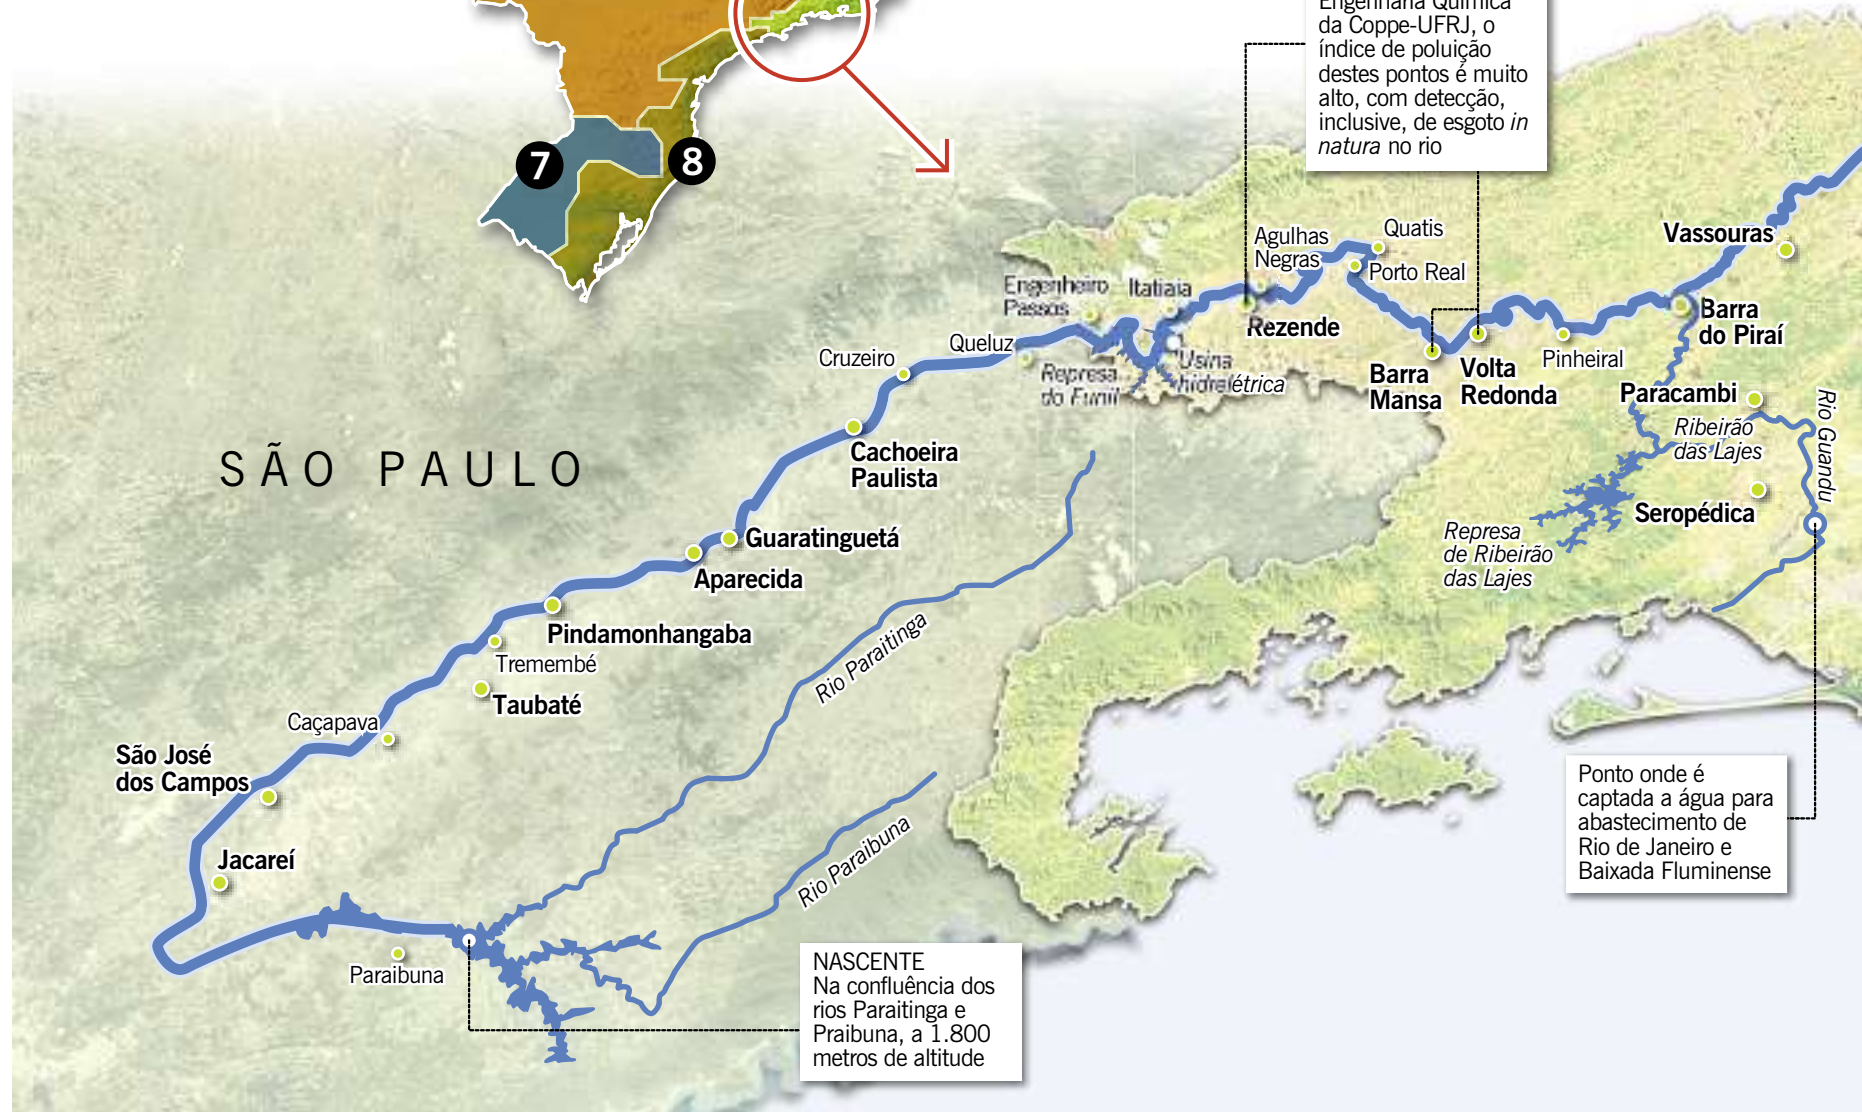 Engenharia Química
da Coppe-UFRJ, o
índice de poluição
destes pontos é muito
alto, com detecção,
inclusive, de esgoto in
natura no rio
7
8
Agulhas
Negras
Quatis
Porto Real
Vassouras
Engenheiro
Passos
Itatiaia
Rezende
Barra
do Piraí
Cruzeiro
Queluz
Represa
do Funil
Usina
hidrelétrica
Barra
Mansa
Volta
Redonda
Pinheiral
Paracambi
Rio Guandu
Ribeirão
das Lajes
SÃO PAULO
Cachoeira
Paulista
Seropédica
Represa
de Ribeirão
das Lajes
Guaratinguetá
Aparecida
Pindamonhangaba
Tremembé
Taubaté
Rio Paraitinga
Caçapava
São José
dos Campos
Jacareí
Rio Paraibuna
Paraibuna
Ponto onde é
captada a água para
abastecimento de
Rio de Janeiro e
Baixada Fluminense
NASCENTE
Na confluência dos
rios Paraitinga e
Praibuna, a 1.800
metros de altitude